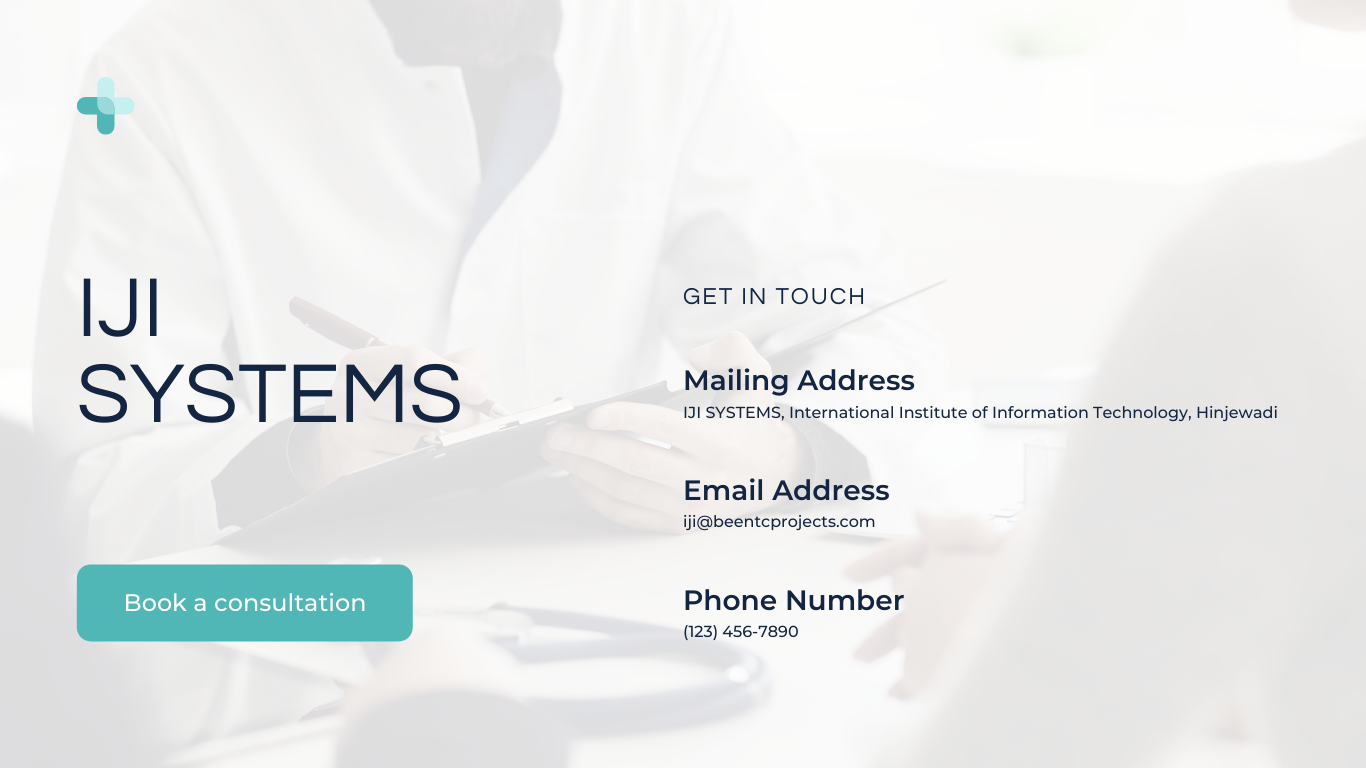 IJI
SYSTEMS
Book a consultation
GET IN TOUCH
Mailing Address
IJI SYSTEMS, International Institute of Information Technology, Hinjewadi
Email Address
iji@beentcprojects.com
Phone Number
(123) 456-7890